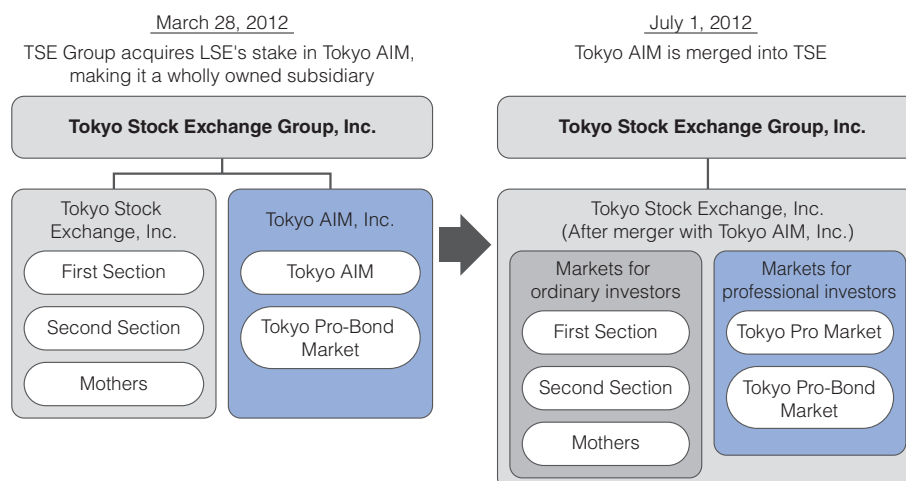 March 28, 2012
TSE Group acquires LSE's stake in Tokyo AIM,
making it a wholly owned subsidiary
Tokyo Stock Exchange Group, Inc.
Tokyo Stock
Exchange, Inc.
First Section
Second Section
Mothers
Tokyo AIM, Inc.
Tokyo AIM
Tokyo Pro-Bond
Market
July 1, 2012
Tokyo AIM is merged into TSE
Tokyo Stock Exchange Group, Inc.
Tokyo Stock Exchange, Inc.
(After merger with Tokyo AIM, Inc.)
Markets for
ordinary investors
First Section
Second Section
Mothers
Markets for
professional investors
Tokyo Pro Market
Tokyo Pro-Bond
Market